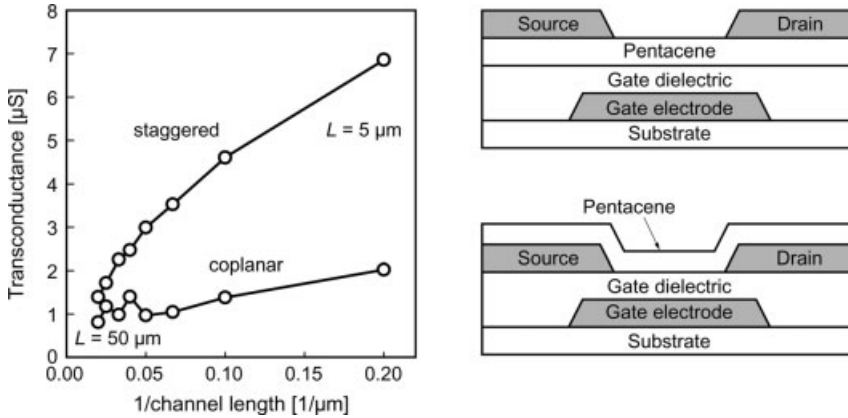 8
7
6
5
4
3
2
1
0
Transconductance [µS]
staggered
L = 5 µm
coplanar
L = 50 µm
0.00 0.05 0.10 0.15 0.20
1/channel length [1/µm]
Source Drain
Pentacene
Gate dielectric
Gate electrode
Substrate
Pentacene
Source Drain
Gate dielectric
Gate electrode
Substrate